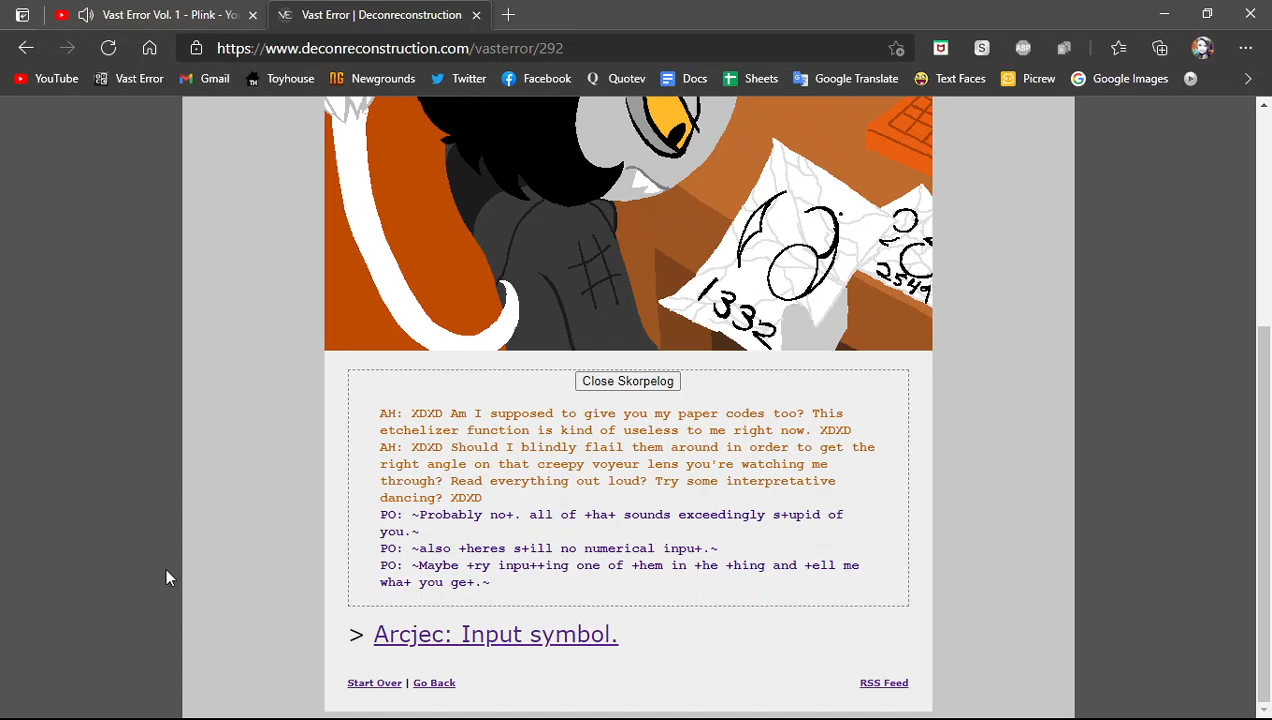 Vast Error Vol. 1 - Plink - Yo
Vast Error | Deconreconstruction
https://www.deconreconstruction.com/vasterror/292
YouTube Vast Error Gmail Toyhouse Newgrounds Twitter Facebook Quotev Docs Sheets Google Translate Text Faces Picrew Google Images
1332
2549
Close Skorpelog
AH: XDXD Am I supposed to give you my paper codes too? This
etchelizer function is kind of useless to me right now. XDXD
AH: XDXD Should I blindly flail them around in order to get the
right angle on that creepy voyeur lens you're watching me
through? Read everything out loud? Try some interpretative
dancing? XDXD
PO: ~Probably no+. all of +ha+ sounds exceedingly s+upid of
you.~
PO: ~also +heres s+ill no numerical inpu+.~
PO: ~Maybe +ry inpu++ing one of +hem in +he +hing and +ell me
wha+ you ge+.~
> Arcjec: Input symbol.
Start Over | Go Back
RSS Feed